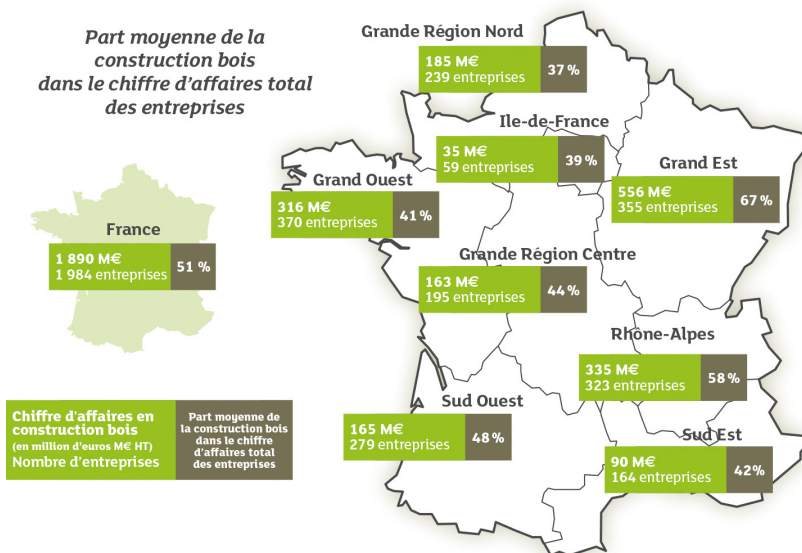 Part moyenne de la
construction bois
dans le chiffre d'affaires total
des entreprises
Grande Région Nord
185 M€
239 entreprises
37 %
Ile-de-France
35 M€
59 entreprises
39 %
Grand Est
556 M€
355 entreprises
67 %
Grand Ouest
316 M€
370 entreprises
41 %
France
1 890 M€
1 984 entreprises
51 %
Grande Région Centre
163 M€
195 entreprises
44 %
Rhône-Alpes
335 M€
323 entreprises
58 %
Sud Ouest
165 M€
279 entreprises
48 %
Sud Est
90 M€
164 entreprises
42 %
Chiffre d'affaires en
construction bois
(en million d'euros M€ HT)
Nombre d'entreprises
Part moyenne de
la construction bois
dans le chiffre
d'affaires total
des entreprises